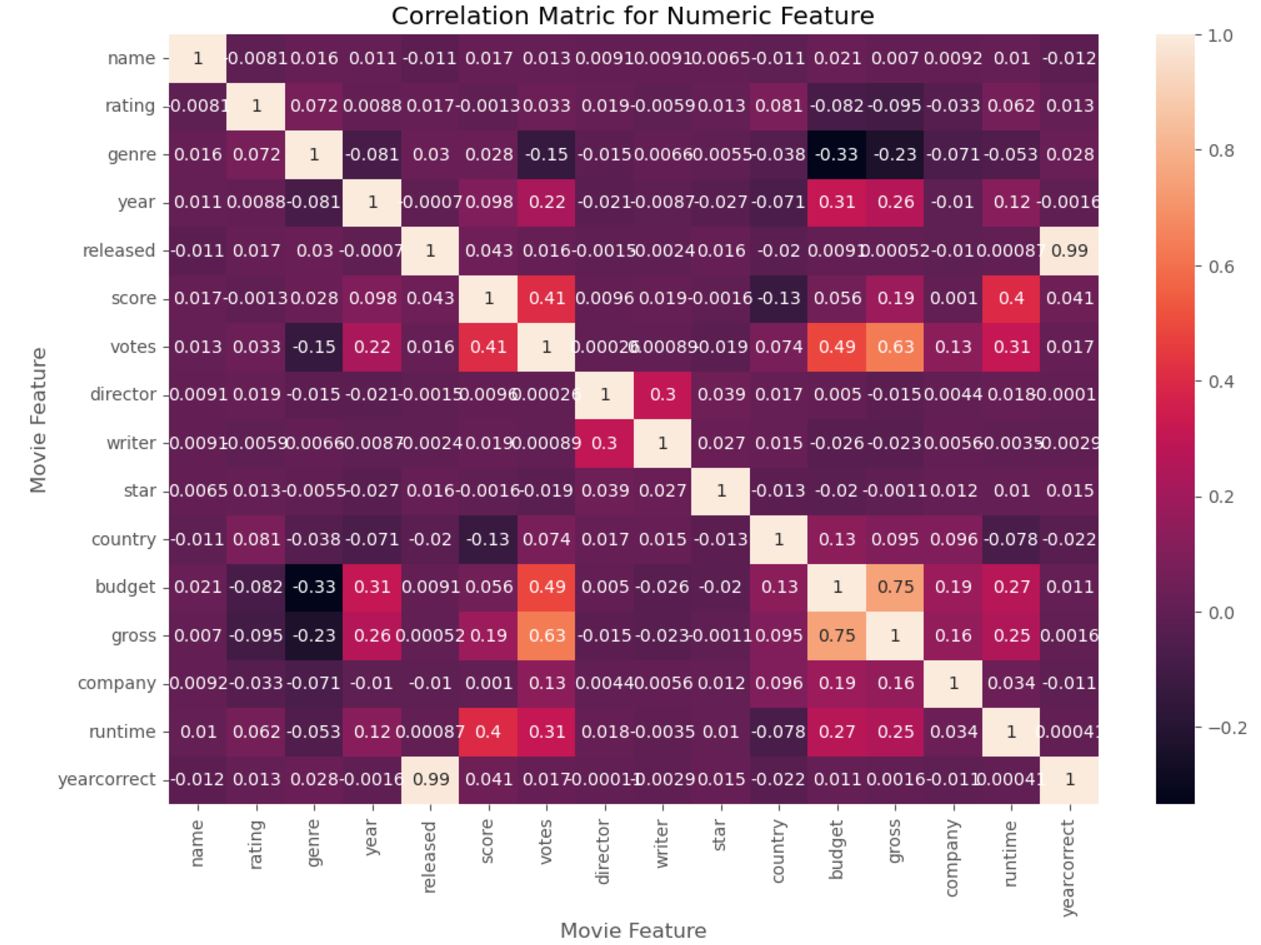 Correlation Matric for Numeric Feature
name 1 -0.0081 0.016 0.011 -0.011 0.017 0.013 0.0091 0.0091 0.0065 -0.011 0.021 0.007 0.0092 0.01 -0.012
rating -0.0081 1 0.072 0.0088 0.017 -0.0013 0.033 0.019 -0.0059 0.013 0.081 -0.082 -0.095 -0.033 0.062 0.013
genre 0.016 0.072 1 -0.081 0.03 0.028 -0.15 -0.015 0.0066 -0.0055 -0.038 -0.33 -0.23 -0.071 -0.053 0.028
year 0.011 0.0088 -0.081 1 -0.0007 0.098 0.22 -0.021 -0.0087 -0.027 -0.071 0.31 0.26 -0.01 0.12 -0.0016
released -0.011 0.017 0.03 -0.0007 1 0.043 0.016 -0.0015 -0.0024 0.016 -0.02 0.0091 0.00052 -0.01 0.00087 0.99
score 0.017 -0.0013 0.028 0.098 0.043 1 0.41 0.0096 0.019 -0.0016 -0.13 0.056 0.19 0.001 0.4 0.041
votes 0.013 0.033 -0.15 0.22 0.016 0.41 1 0.00026 0.00089 -0.019 0.074 0.49 0.63 0.13 0.31 0.017
director 0.0091 0.019 -0.015 -0.021 -0.0015 0.0096 0.00026 1 0.3 0.039 0.017 0.005 -0.015 0.0044 0.018 -0.0001
writer 0.0091 -0.0059 0.0066 -0.0087 -0.0024 0.019 0.00089 0.3 1 0.027 0.015 -0.026 -0.023 0.0056 -0.0035 -0.0029
star 0.0065 0.013 -0.0055 -0.027 0.016 -0.0016 -0.019 0.039 0.027 1 -0.013 -0.02 -0.0011 0.012 0.01 0.015
country -0.011 0.081 -0.038 -0.071 -0.02 -0.13 0.074 0.017 0.015 -0.013 1 0.13 0.095 0.096 -0.078 -0.022
budget 0.021 -0.082 -0.33 0.31 0.0091 0.056 0.49 0.005 -0.026 -0.02 0.13 1 0.75 0.19 0.27 0.011
gross 0.007 -0.095 -0.23 0.26 0.00052 0.19 0.63 -0.015 -0.023 -0.0011 0.095 0.75 1 0.16 0.25 0.0016
company 0.0092 -0.033 -0.071 -0.01 -0.01 0.001 0.13 0.0044 0.0056 0.012 0.096 0.19 0.16 1 0.034 -0.011
runtime 0.01 0.062 -0.053 0.12 0.00087 0.4 0.31 0.018 -0.0035 0.01 -0.078 0.27 0.25 0.034 1 0.00041
yearcorrect -0.012 0.013 0.028 -0.0016 0.99 0.041 0.017 -0.00011 -0.0029 0.015 -0.022 0.011 0.0016 -0.011 0.00041 1
name rating genre year released score votes director writer star country budget gross company runtime yearcorrect
Movie Feature
Movie Feature
1.0
0.8
0.6
0.4
0.2
0.0
−0.2